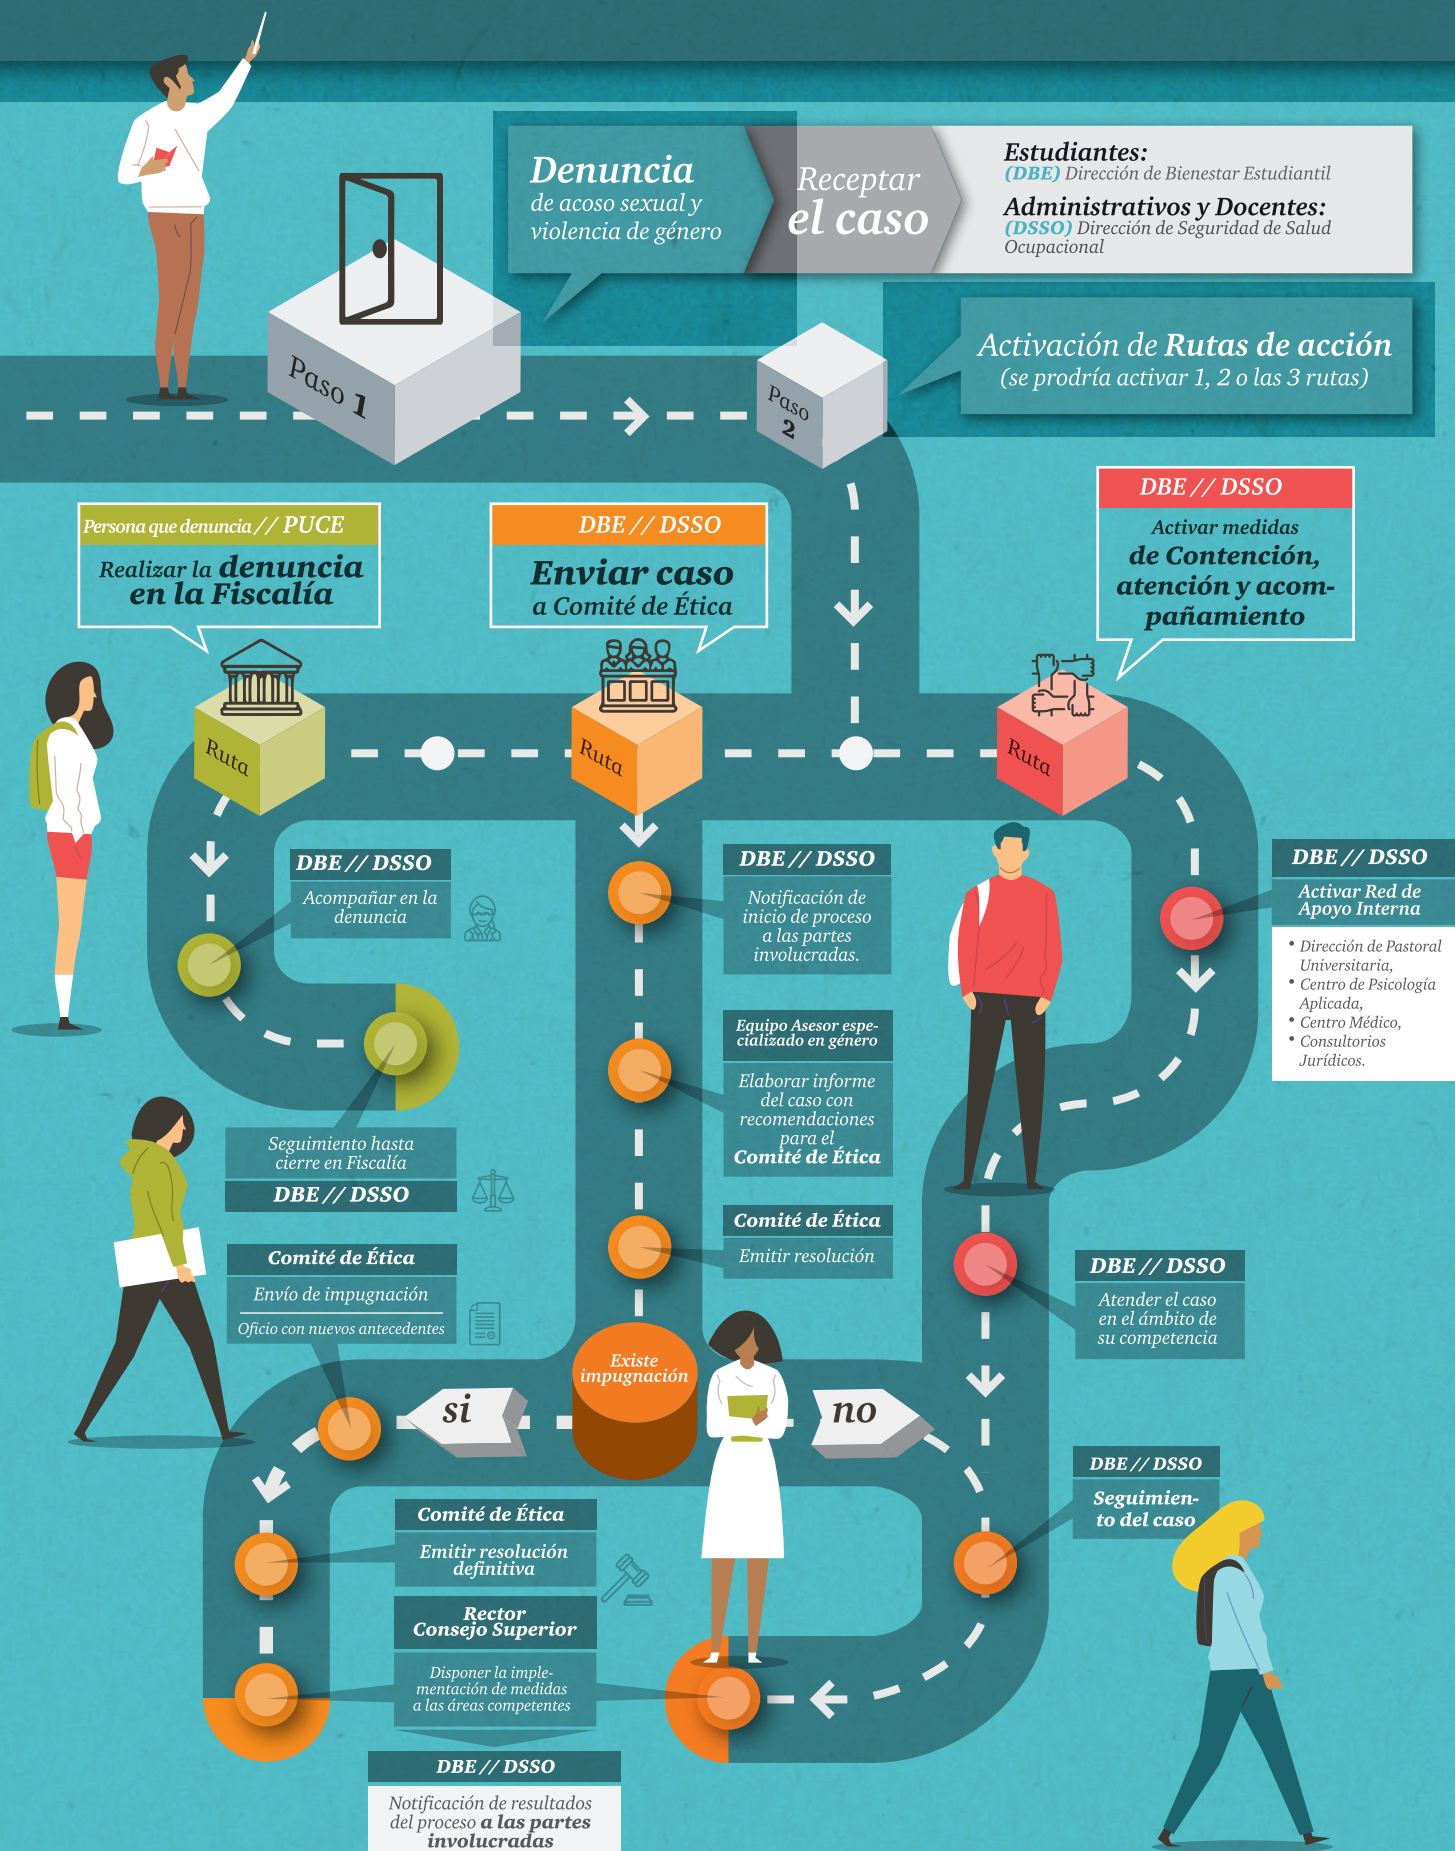 Denuncia
de acoso sexual y
violencia de género
Receptar
el caso
Estudiantes:
(DBE) Dirección de Bienestar Estudiantil
Administrativos y Docentes:
(DSSO) Dirección de Seguridad de Salud
Ocupacional
Paso 1
Paso
2
Activación de Rutas de acción
(se prodría activar 1, 2 o las 3 rutas)
Persona que denuncia // PUCE
Realizar la denuncia
en la Fiscalía
DBE // DSSO
Enviar caso
a Comité de Ética
DBE // DSSO
Activar medidas
de Contención,
atención y acom-
pañamiento
Ruta
Ruta
Ruta
DBE // DSSO
Acompañar en la
denuncia
Seguimiento hasta
cierre en Fiscalía
DBE // DSSO
DBE // DSSO
Notificación de
inicio de proceso
a las partes
involucradas.
Equipo Asesor espe-
cializado en género
Elaborar informe
del caso con
recomendaciones
para el
Comité de Ética
Comité de Ética
Emitir resolución
DBE // DSSO
Activar Red de
Apoyo Interna
• Dirección de Pastoral
Universitaria,
• Centro de Psicología
Aplicada,
• Centro Médico,
• Consultorios
Jurídicos.
DBE // DSSO
Atender el caso
en el ámbito de
su competencia
Comité de Ética
Envío de impugnación
Oficio con nuevos antecedentes
Existe
impugnación
si
no
DBE // DSSO
Seguimien-
to del caso
Comité de Ética
Emitir resolución
definitiva
Rector
Consejo Superior
Disponer la imple-
mentación de medidas
a las áreas competentes
DBE // DSSO
Notificación de resultados
del proceso a las partes
involucradas